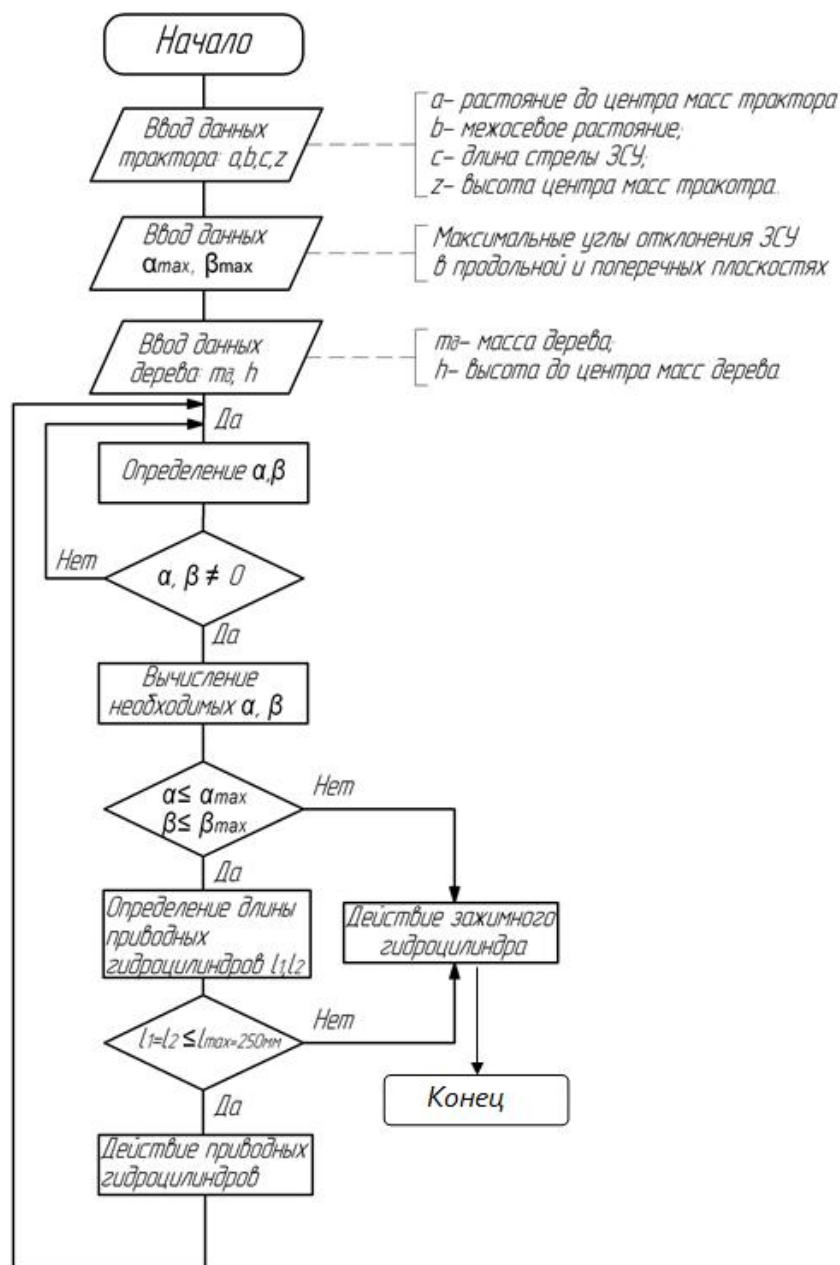 Начало
Ввод данных
трактора: a,b,c,z
a– растояние до центра масс трактора
b– межосевое растояние;
c– длина стрелы ЗСУ;
z– высота центра масс тракотра.
Ввод данных
αmax, βmax
Максимальные углы отклонения ЗСУ
в продольной и поперечных плоскостях
Ввод данных
дерева: mд, h
mд– масса дерева;
h– высота до центра масс дерева
Да
Определение α,β
Нет
α, β ≠ 0
Да
Вычисление
необходимых α, β
α≤ αmax
β≤ βmax
Нет
Да
Определение длины
приводных
гидроцилиндров l1,l2
Действие зажимного
гидроцилиндра
l1=l2 ≤lmax=250мм
Нет
Да
Конец
Действие приводных
гидроцилиндров